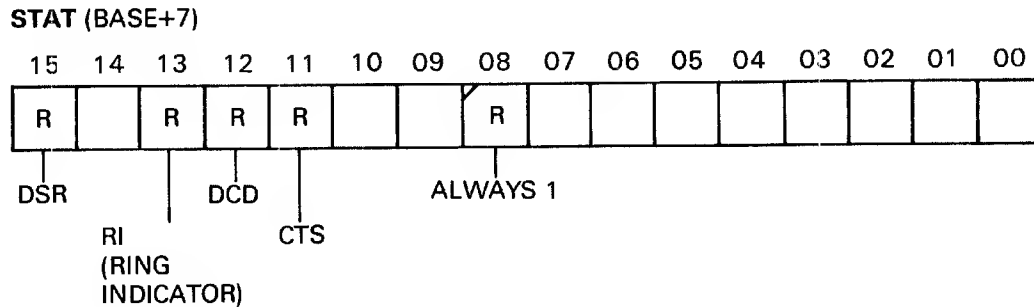 STAT (BASE+7)
15 14 13 12 11 10 09 08 07 06 05 04 03 02 01 00
R R R R R
DSR DCD ALWAYS 1
RI CTS
(RING
INDICATOR)